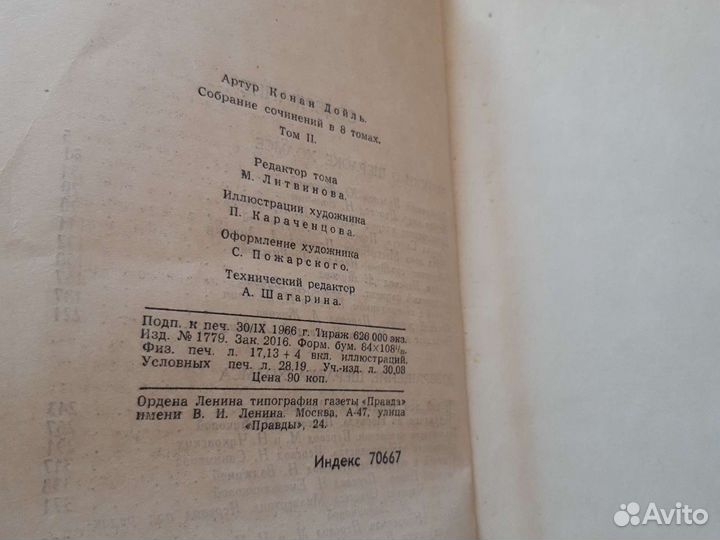 Артур Конан Дойль.
Собрание сочинений в 8 томах.
Том II.
Редактор тома
М. Литвинова.
Иллюстрации художника
П. Караченцова.
Оформление художника
С. Пожарского.
Технический редактор
А. Шагарина.
Подп. к печ. 30/IX 1966 г. Тираж 626 000 экз.
Изд. № 1779. Зак. 2016. Форм. бум. 84×108¹/₃₂.
Физ. печ. л. 17,13 + 4 вкл. иллюстраций.
Условных печ. л. 28,19. Уч.-изд. л. 30,08
Цена 90 коп.
Ордена Ленина типография газеты «Правда»
имени В. И. Ленина. Москва, А-47, улица
«Правды», 24.
Индекс 70667
Avito